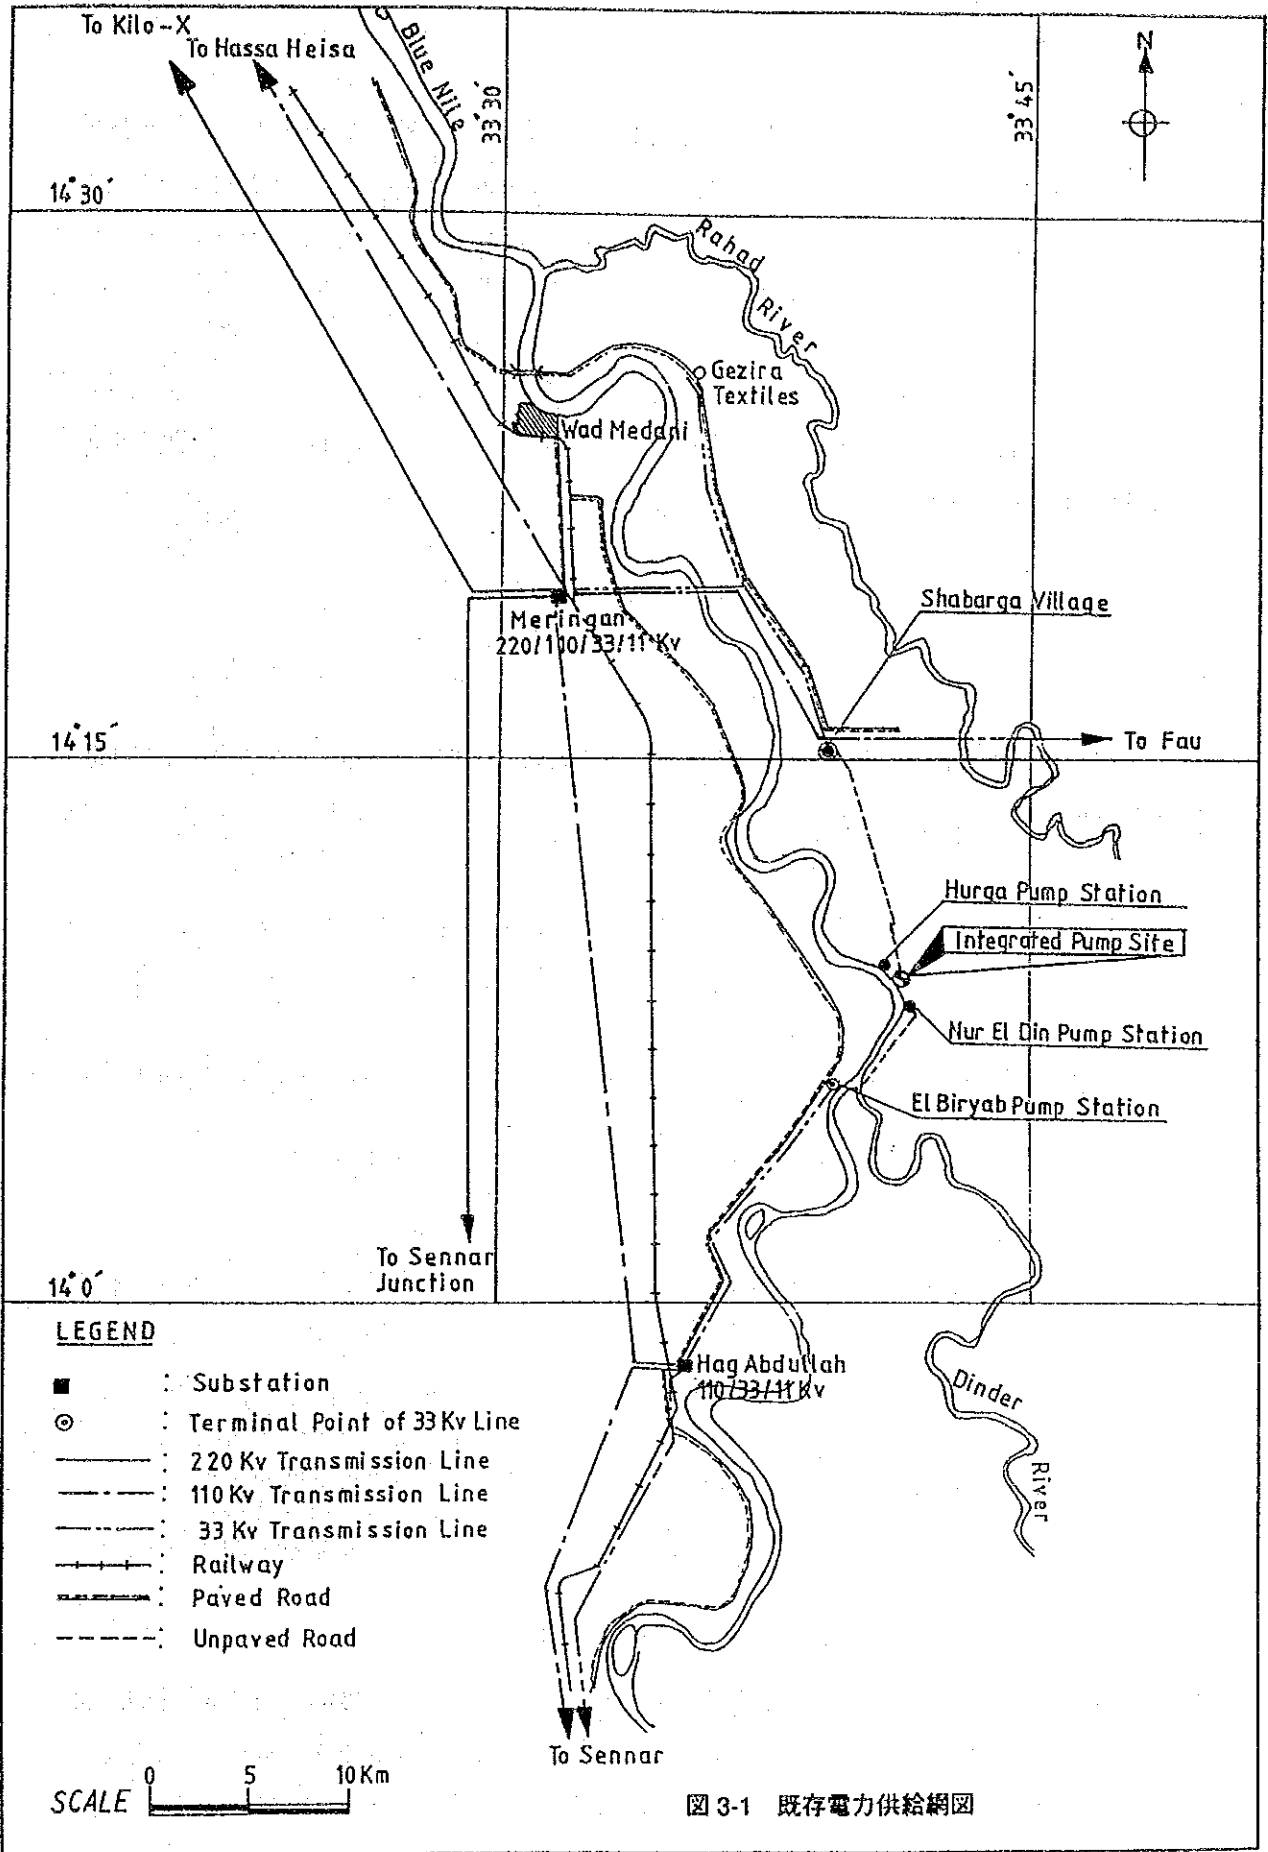 To Kilo-X
To Hassa Heisa
Blue Nile
33°30′
33°45′
N
14°30′
Rahad
River
Gezira
Textiles
Wad Medani
Shabarga Village
Meringan
220/110/33/11 Kv
14°15′
To Fau
Hurga Pump Station
Integrated Pump Site
Nur El Din Pump Station
El Biryab Pump Station
To Sennar
Junction
14°0′
LEGEND
Hag Abdullah
110/33/11 Kv
Dinder
River
: Substation
: Terminal Point of 33 Kv Line
: 220 Kv Transmission Line
: 110 Kv Transmission Line
: 33 Kv Transmission Line
: Railway
: Paved Road
: Unpaved Road
To Sennar
SCALE 0 5 10 Km
図 3-1 既存電力供給網図